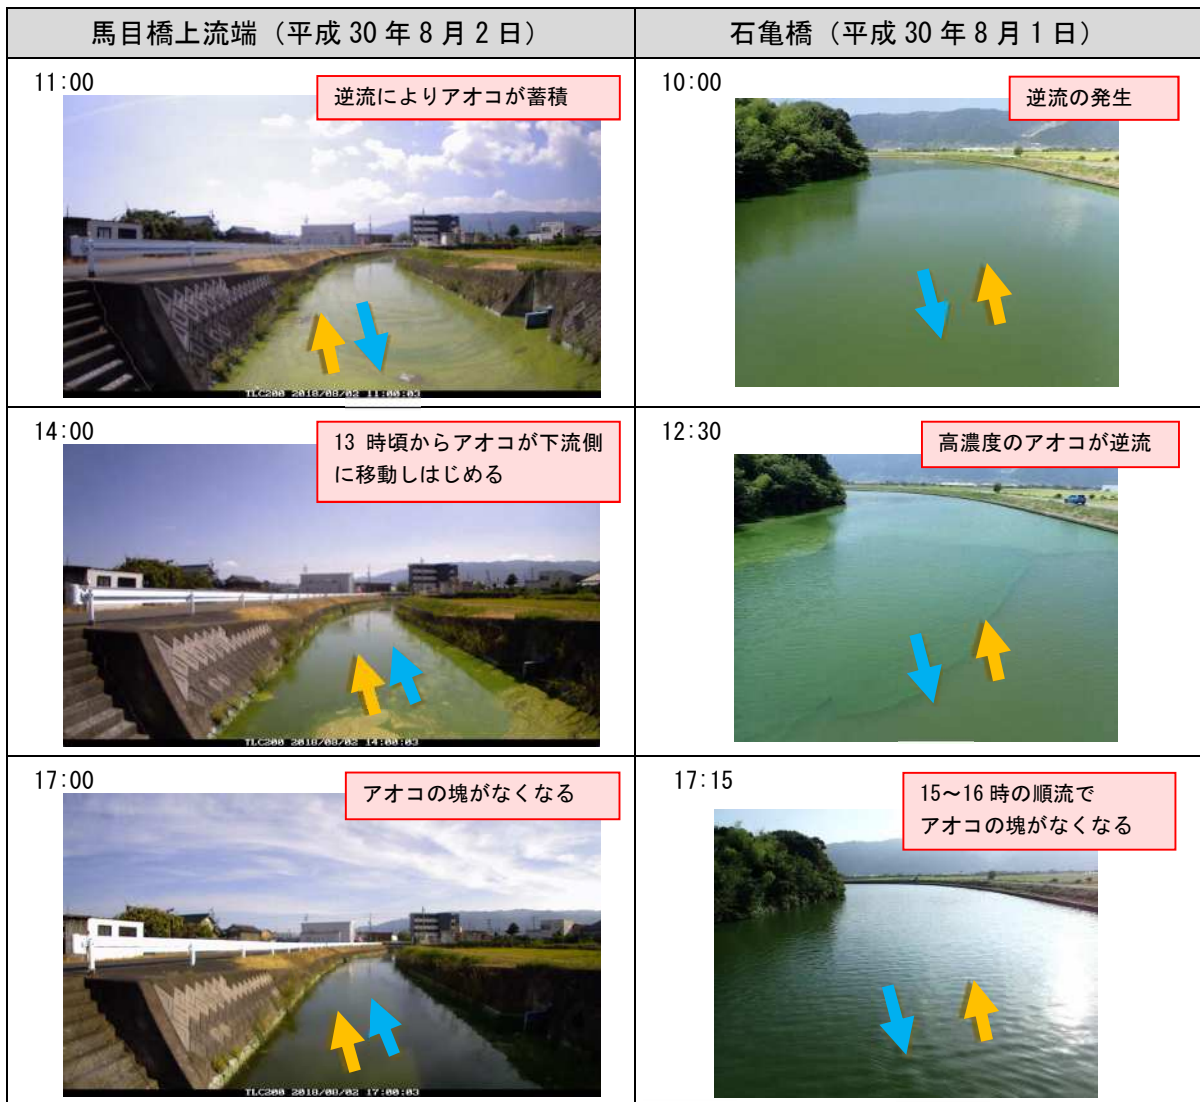 馬目橋上流端（平成 30 年 8 月 2 日）
石亀橋（平成 30 年 8 月 1 日）
11:00
逆流によりアオコが蓄積
TLC200 2018/08/02 11:00:03
10:00
逆流の発生
14:00
13 時頃からアオコが下流側
に移動しはじめる
TLC200 2018/08/02 14:00:03
12:30
高濃度のアオコが逆流
17:00
アオコの塊がなくなる
TLC200 2018/08/02 17:00:03
17:15
15～16 時の順流で
アオコの塊がなくなる